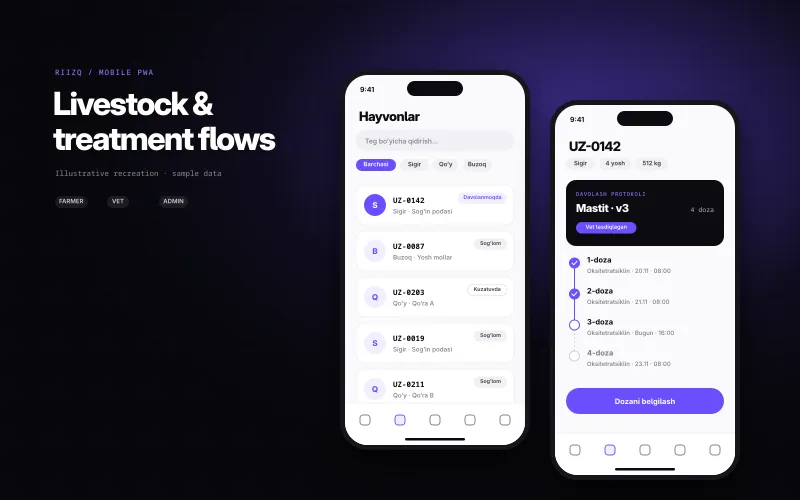 RIIZQ / MOBILE PWA
Livestock &
treatment flows
Illustrative recreation · sample data
FARMER
VET
ADMIN
9:41
Hayvonlar
Teg bo'yicha qidirish...
Barchasi
Sigir
Qo'y
Buzoq
S
UZ-0142
Davolanmoqda
Sigir · Sog'in podasi
B
UZ-0087
Sog'lom
Buzoq · Yosh mollar
Q
UZ-0203
Kuzatuvda
Qo'y · Qo'ra A
S
UZ-0019
Sog'lom
Sigir · Sog'in podasi
Q
UZ-0211
Sog'lom
Qo'y · Qo'ra B
9:41
UZ-0142
Sigir
4 yosh
512 kg
DAVOLASH PROTOKOLI
Mastit · v3
4 doza
Vet tasdiqlagan
1-doza
Oksitetratsiklin · 20.11 · 08:00
2-doza
Oksitetratsiklin · 21.11 · 08:00
3-doza
Oksitetratsiklin · Bugun · 16:00
4-doza
Oksitetratsiklin · 23.11 · 08:00
Dozani belgilash